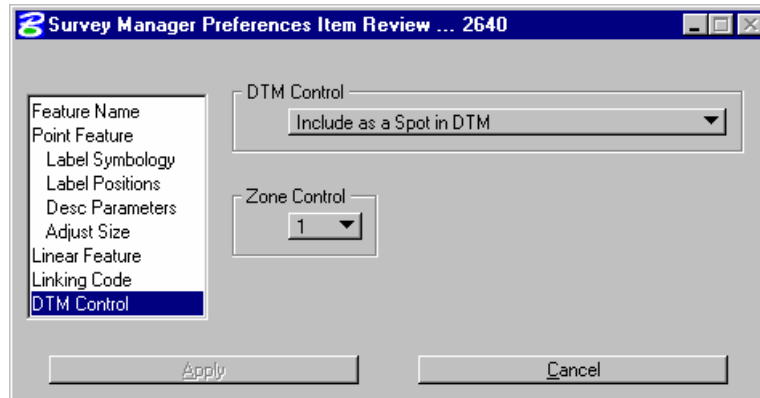 Survey Manager Preferences Item Review ... 2640
Feature Name
Point Feature
Label Symbology
Label Positions
Desc Parameters
Adjust Size
Linear Feature
Linking Code
DTM Control
DTM Control
Include as a Spot in DTM
Zone Control
1
Apply
Cancel